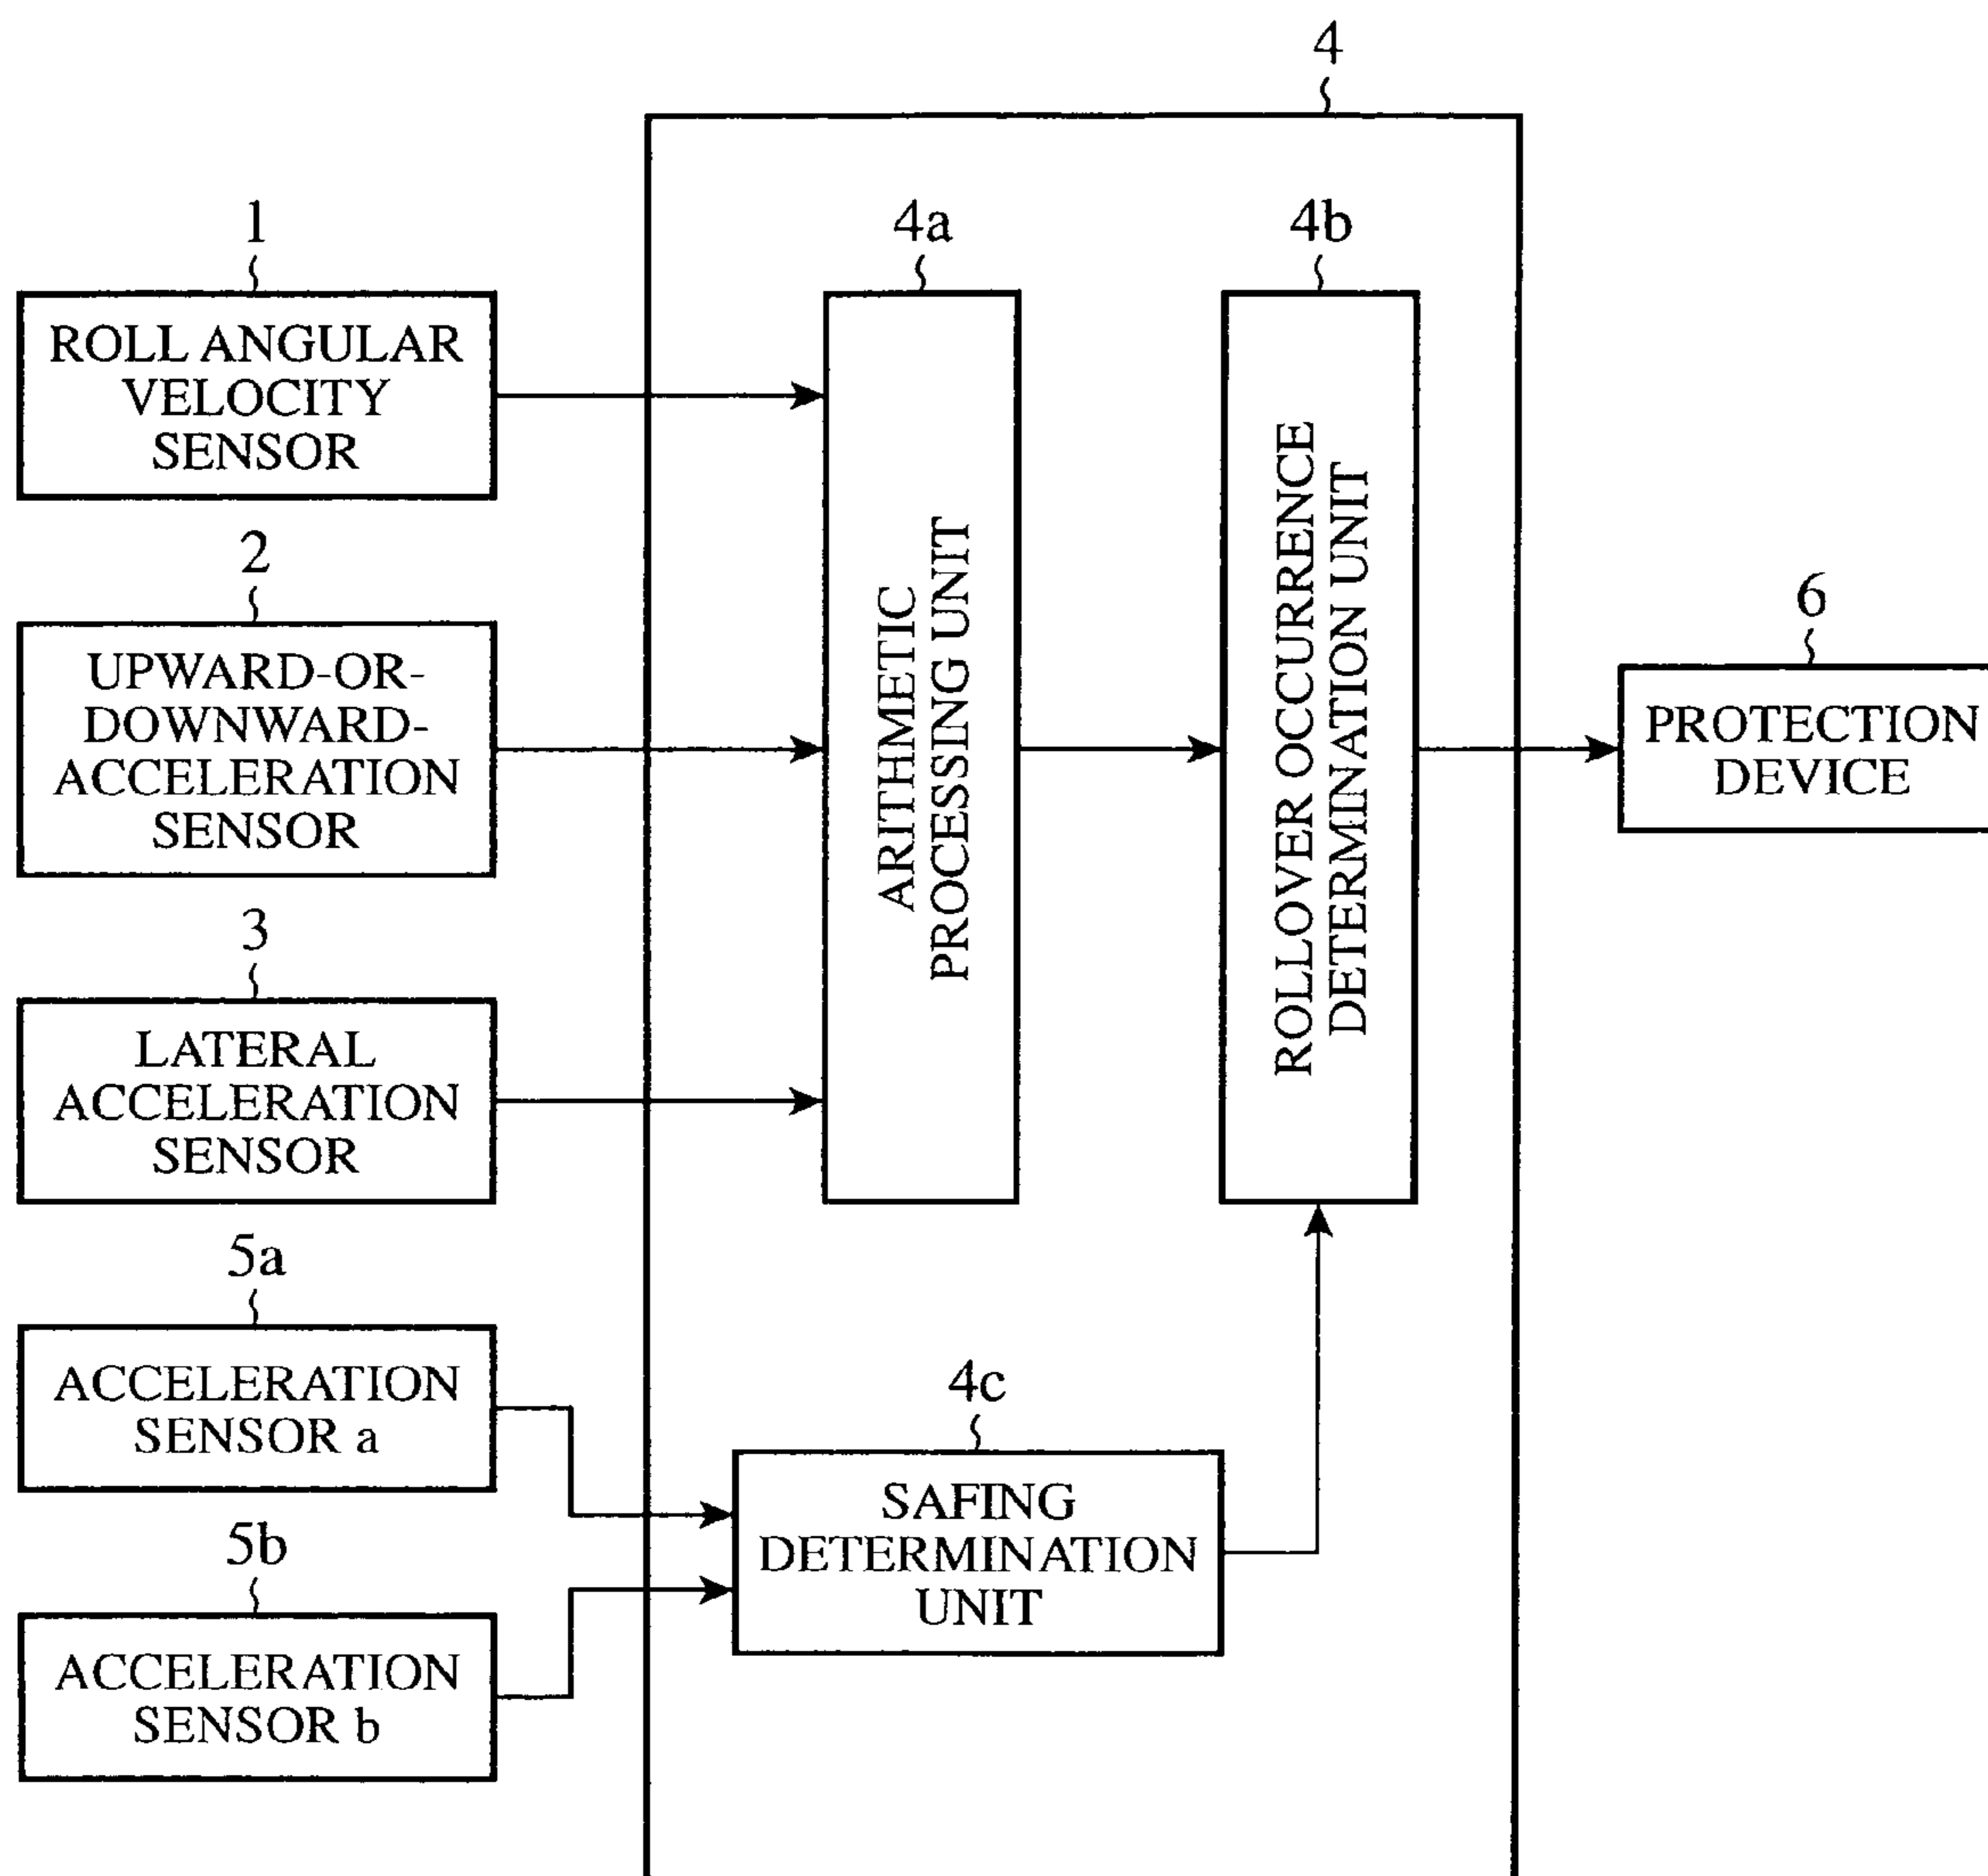 4
1
ROLL ANGULAR
VELOCITY
SENSOR
2
UPWARD-OR-
DOWNWARD-
ACCELERATION
SENSOR
3
LATERAL
ACCELERATION
SENSOR
5a
ACCELERATION
SENSOR a
5b
ACCELERATION
SENSOR b
4a
ARITHMETIC
PROCESSING UNIT
4b
ROLLOVER OCCURRENCE
DETERMINATION UNIT
4c
SAFING
DETERMINATION
UNIT
6
PROTECTION
DEVICE